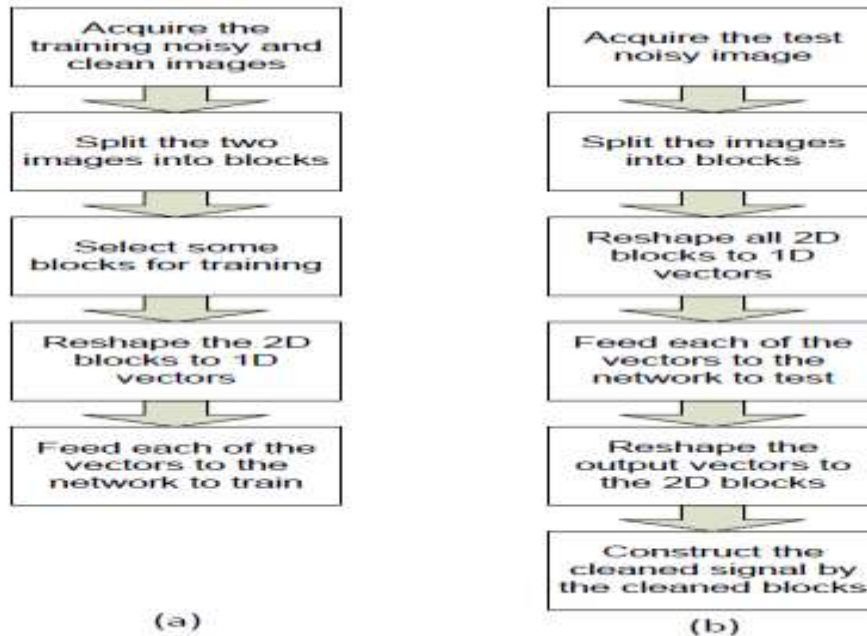 Acquire the
training noisy and
clean images
Split the two
images into blocks
Select some
blocks for training
Reshape the 2D
blocks to 1D
vectors
Feed each of the
vectors to the
network to train
(a)
Acquire the test
noisy image
Split the images
into blocks
Reshape all 2D
blocks to 1D
vectors
Feed each of the
vectors to the
network to test
Reshape the
output vectors to
the 2D blocks
Construct the
cleaned signal by
the cleaned blocks
(b)